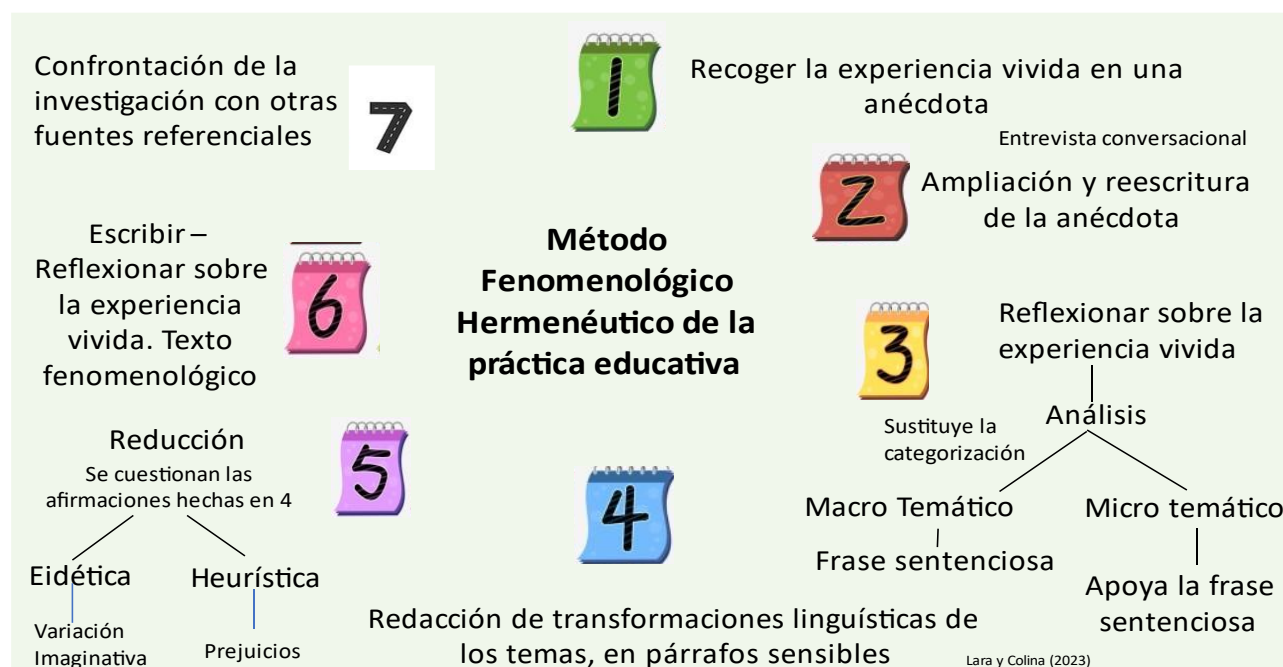 Método
Fenomenológico
Hermenéutico de la
práctica educativa
1
Recoger la experiencia vivida en una
anécdota
Entrevista conversacional
2
Ampliación y reescritura
de la anécdota
3
Reflexionar sobre la
experiencia vivida
Análisis
Sustituye la
categorización
Macro Temático
Frase sentenciosa
Micro temático
Apoya la frase
sentenciosa
4
Redacción de transformaciones linguísticas de
los temas, en párrafos sensibles
5
Reducción
Se cuestionan las
afirmaciones hechas en 4
Eidética
Variación
Imaginativa
Heurística
Prejuicios
6
Escribir –
Reflexionar sobre
la experiencia
vivida. Texto
fenomenológico
7
Confrontación de la
investigación con otras
fuentes referenciales
Lara y Colina (2023)